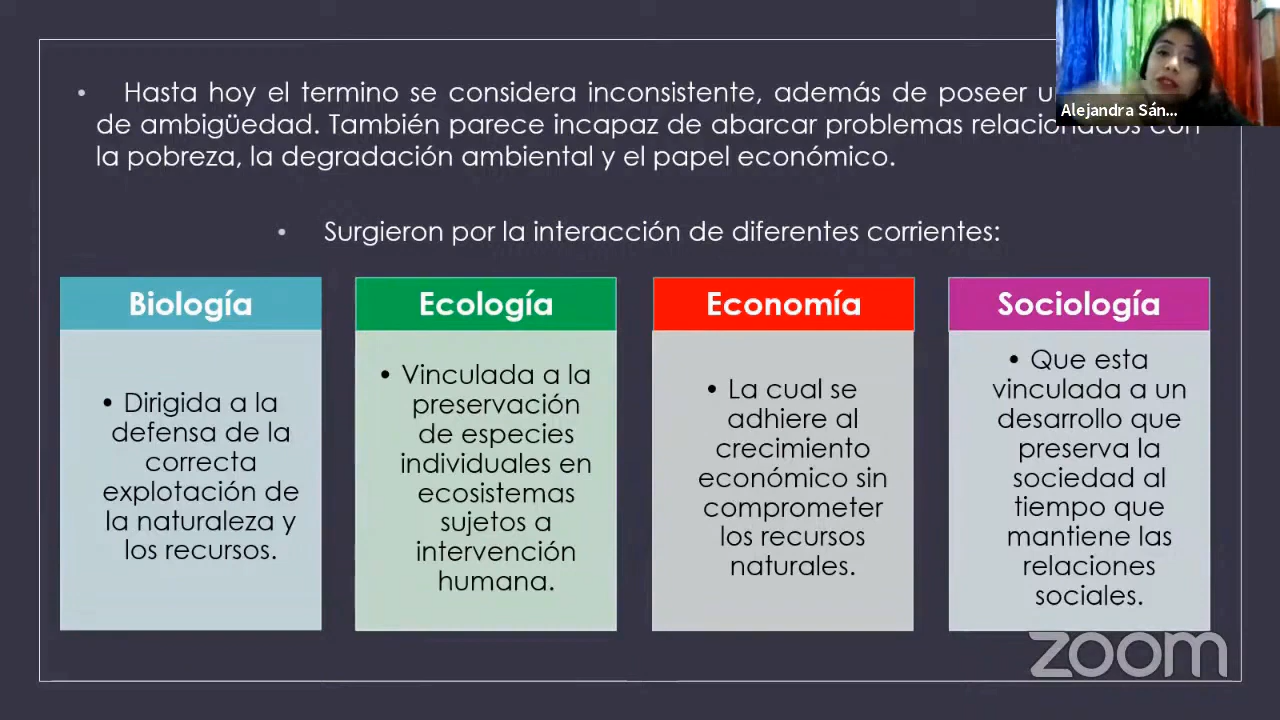 • Hasta hoy el termino se considera inconsistente, además de poseer
de ambigüedad. También parece incapaz de abarcar problemas relacionados con
la pobreza, la degradación ambiental y el papel económico.
• Surgieron por la interacción de diferentes corrientes:
Biología
• Dirigida a la
defensa de la
correcta
explotación de
la naturaleza y
los recursos.
Ecología
• Vinculada a la
preservación
de especies
individuales en
ecosistemas
sujetos a
intervención
humana.
Economía
• La cual se
adhiere al
crecimiento
económico sin
comprometer
los recursos
naturales.
Sociología
• Que esta
vinculada a un
desarrollo que
preserva la
sociedad al
tiempo que
mantiene las
relaciones
sociales.
Alejandra Sán...
zoom